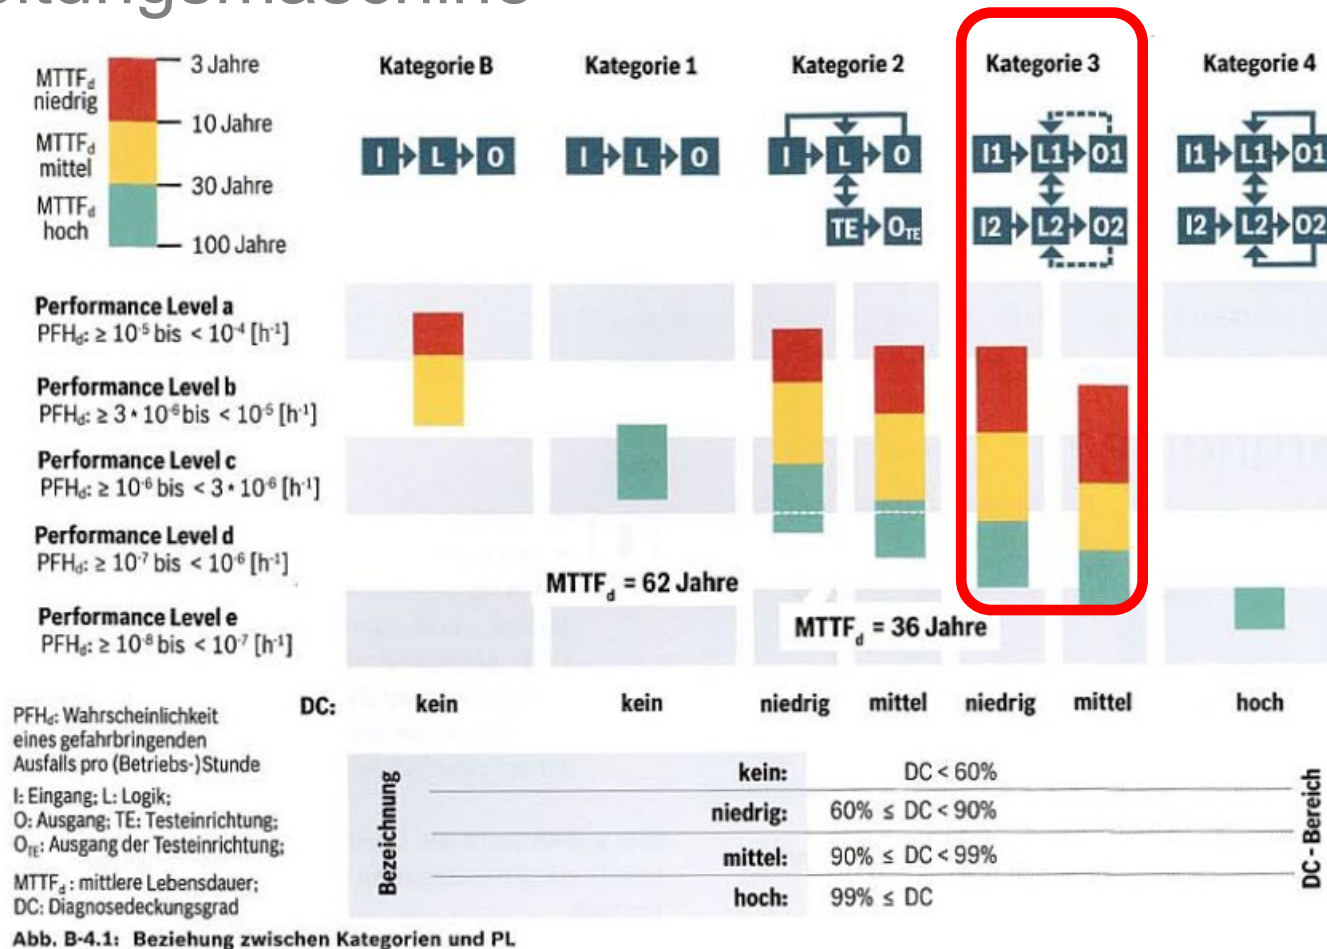 MTTFd niedrig
3 Jahre
10 Jahre
MTTFd mittel
30 Jahre
MTTFd hoch
100 Jahre
Kategorie B
Kategorie 1
Kategorie 2
Kategorie 3
Kategorie 4
I L O
I L O
I L O
TE OTE
I1 L1 O1
I2 L2 O2
I1 L1 O1
I2 L2 O2
Performance Level a
PFHd: ≥ 10⁻⁵ bis < 10⁻⁴ [h⁻¹]
Performance Level b
PFHd: ≥ 3 * 10⁻⁶ bis < 10⁻⁵ [h⁻¹]
Performance Level c
PFHd: ≥ 10⁻⁶ bis < 3 * 10⁻⁶ [h⁻¹]
Performance Level d
PFHd: ≥ 10⁻⁷ bis < 10⁻⁶ [h⁻¹]
Performance Level e
PFHd: ≥ 10⁻⁸ bis < 10⁻⁷ [h⁻¹]
MTTFd = 62 Jahre
MTTFd = 36 Jahre
DC: kein kein niedrig mittel niedrig mittel hoch
PFHd: Wahrscheinlichkeit
eines gefahrbringenden
Ausfalls pro (Betriebs-)Stunde
I: Eingang; L: Logik;
O: Ausgang; TE: Testeinrichtung;
OTE: Ausgang der Testeinrichtung;
MTTFd : mittlere Lebensdauer;
DC: Diagnosedeckungsgrad
Bezeichnung
kein: DC < 60%
niedrig: 60% ≤ DC < 90%
mittel: 90% ≤ DC < 99%
hoch: 99% ≤ DC
DC - Bereich
Abb. B-4.1: Beziehung zwischen Kategorien und PL